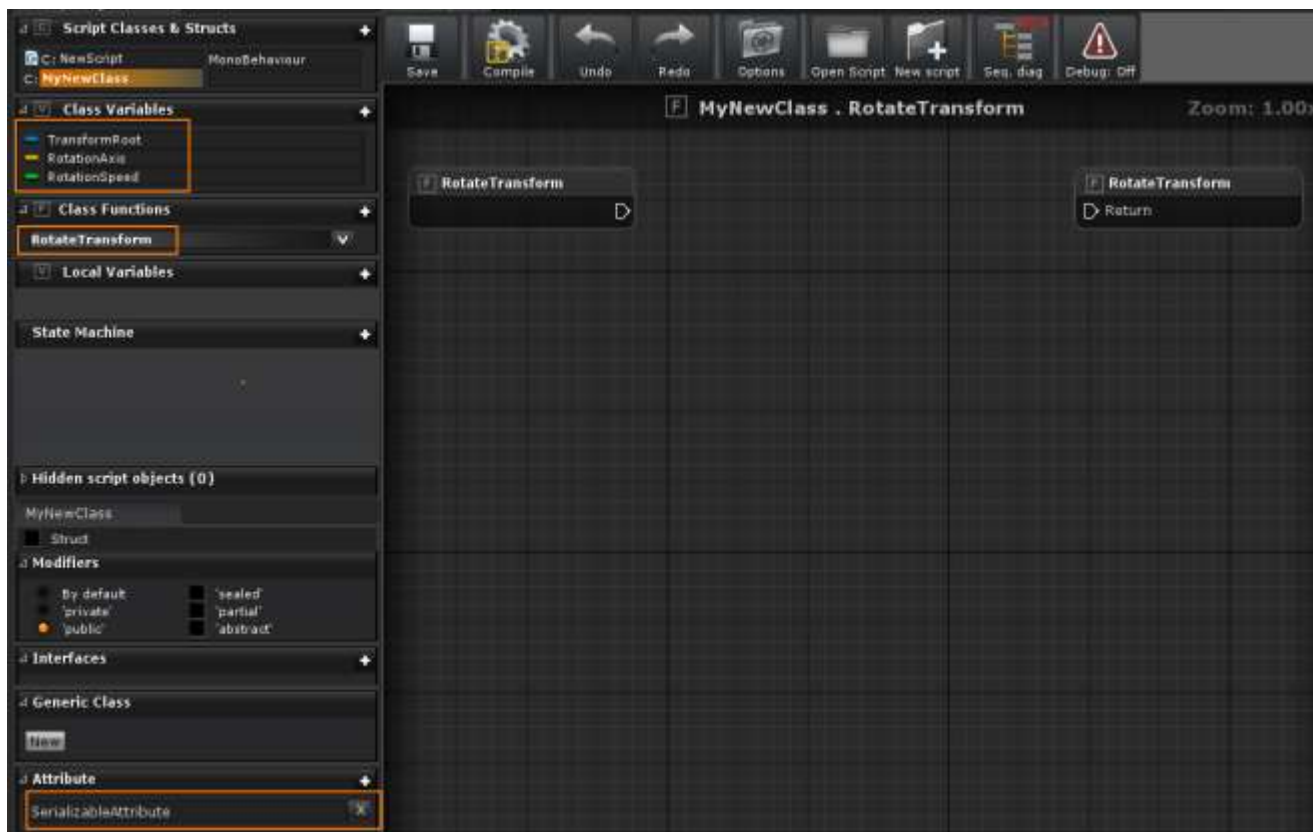 Script Classes & Structs
C: NewScript MonoBehaviour
C: MyNewClass
Class Variables
TransformRoot
RotationAxis
RotationSpeed
Class Functions
RotateTransform
Local Variables
State Machine
Hidden script objects (0)
MyNewClass
Struct
Modifiers
By default 'sealed'
'private' 'partial'
'public' 'abstract'
Interfaces
Generic Class
New
Attribute
SerializableAttribute X
Save Compile Undo Redo Options Open Script New script Seq. diag Debug: Off
F MyNewClass . RotateTransform Zoom: 1.00x
F RotateTransform
F RotateTransform
Return